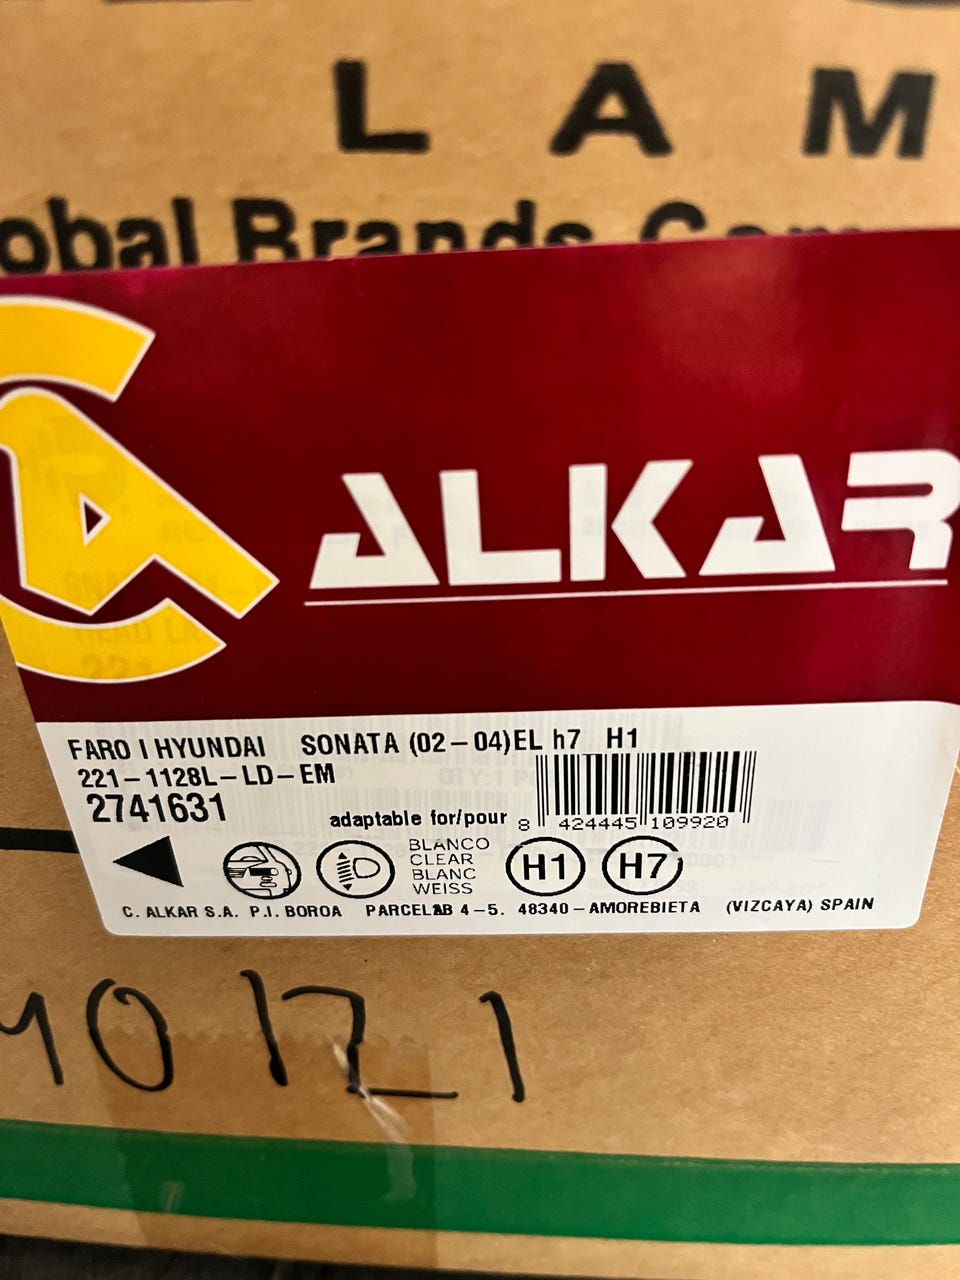 L A M
obal Brands Com
ALKAR
FARO I HYUNDAI SONATA (02-04)EL h7 H1
221-1128L-LD-EM
2741631
adaptable for/pour
8 424445 109920
BLANCO
CLEAR
BLANC
WEISS
H1 H7
C. ALKAR S.A. P.I. BOROA PARCELAB 4-5. 48340-AMOREBIETA (VIZCAYA) SPAIN
40121